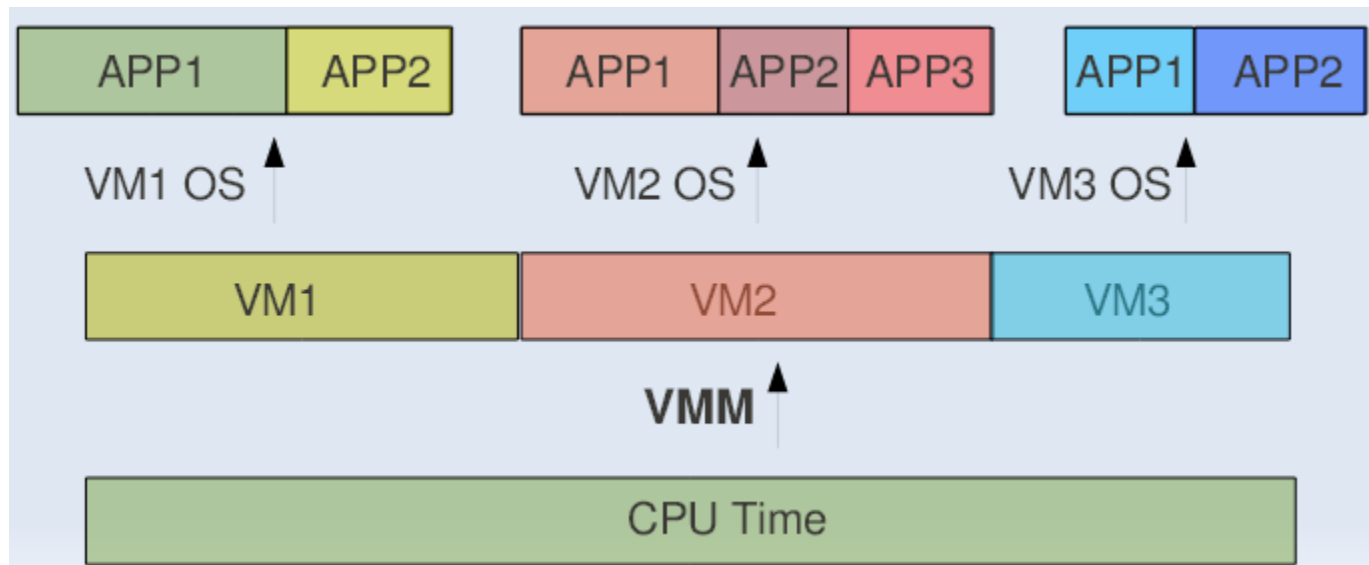 APP1 APP2 APP1 APP2 APP3 APP1 APP2
VM1 OS VM2 OS VM3 OS
VM1 VM2 VM3
VMM
CPU Time